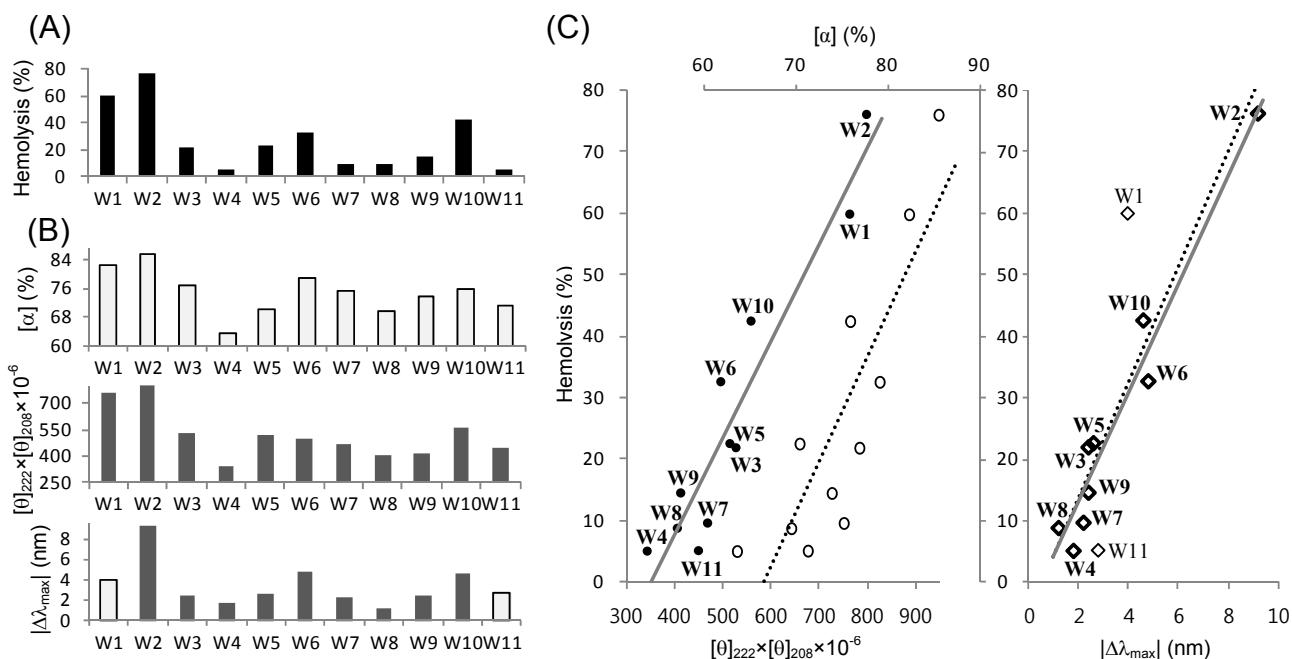 (A)
Hemolysis (%)
80
60
40
20
0
W1 W2 W3 W4 W5 W6 W7 W8 W9 W10 W11
(B)
[α] (%)
84
76
68
60
W1 W2 W3 W4 W5 W6 W7 W8 W9 W10 W11
[θ]222×[θ]208×10-6
700
550
400
250
W1 W2 W3 W4 W5 W6 W7 W8 W9 W10 W11
|Δλmax| (nm)
8
6
4
2
0
W1 W2 W3 W4 W5 W6 W7 W8 W9 W10 W11
(C)
[α] (%)
60 70 80 90
Hemolysis (%)
80
70
60
50
40
30
20
10
0
W2
W1
W10
W6
W5
W3
W9
W8
W7
W4
W11
300 400 500 600 700 800 900
[θ]222×[θ]208×10-6
80
70
60
50
40
30
20
10
0
W2
W1
W10
W6
W5
W3
W9
W8
W7
W11
W4
0 2 4 6 8 10
|Δλmax| (nm)